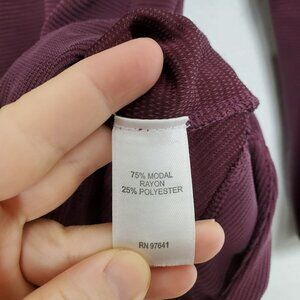 75% MODAL
RAYON
25% POLYESTER
RN 97641